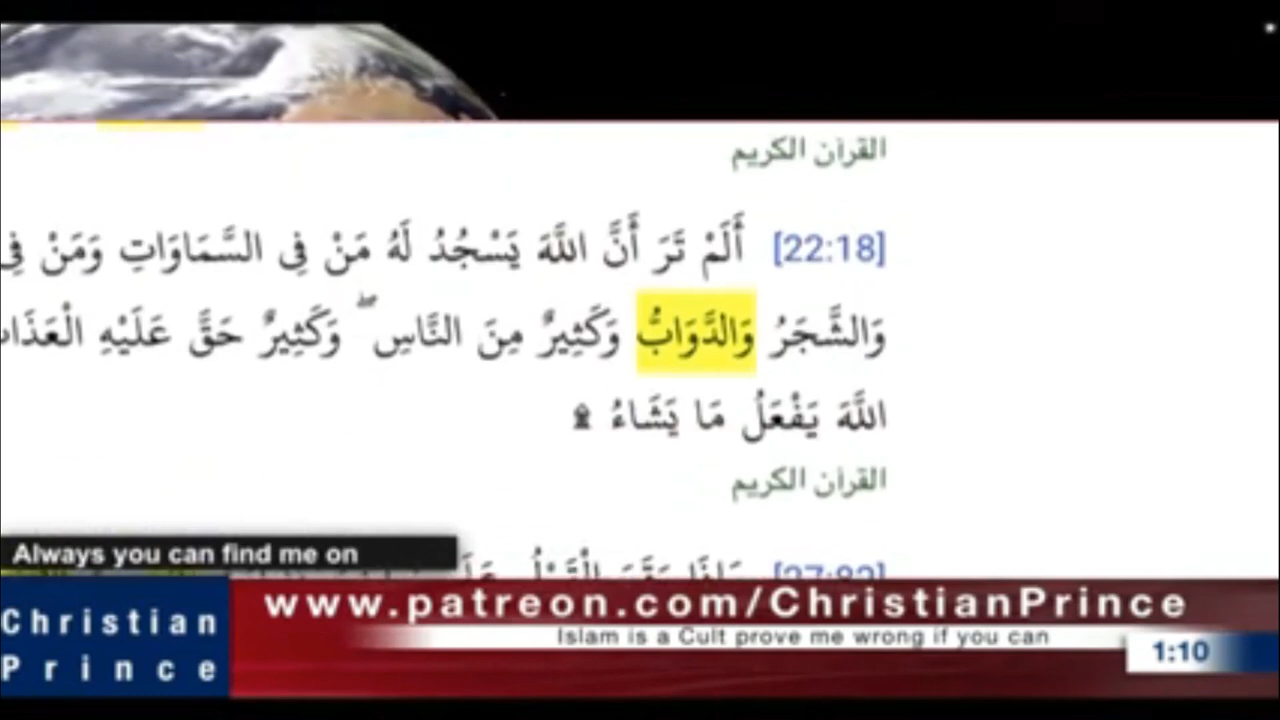 القرآن الكريم
[22:18] أَلَمْ تَرَ أَنَّ اللَّهَ يَسْجُدُ لَهُ مَنْ فِي السَّمَاوَاتِ وَمَنْ فِي
وَالشَّجَرُ وَالدَّوَابُّ وَكَثِيرٌ مِنَ النَّاسِ ۖ وَكَثِيرٌ حَقَّ عَلَيْهِ
اللَّهَ يَفْعَلُ مَا يَشَاءُ ۩
القرآن الكريم
Always you can find me on
www.patreon.com/ChristianPrince
Christian
Prince
Islam is a Cult prove me wrong if you can
1:10